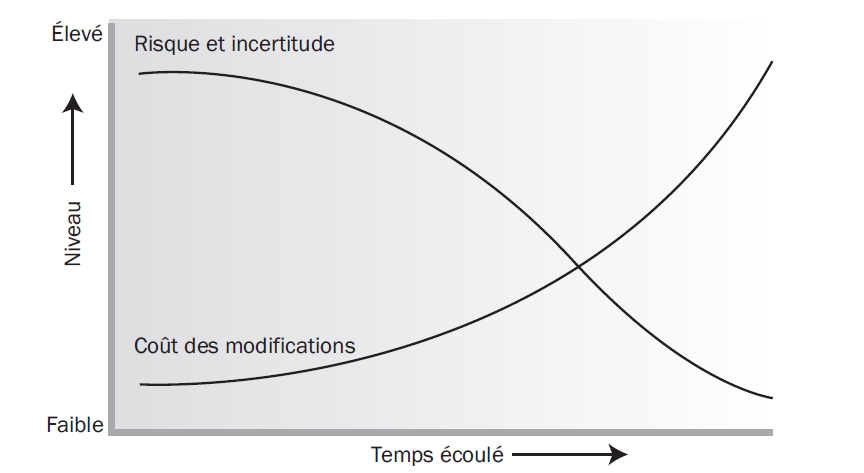 Élevé
Risque et incertitude
Niveau
Coût des modifications
Faible
Temps écoulé